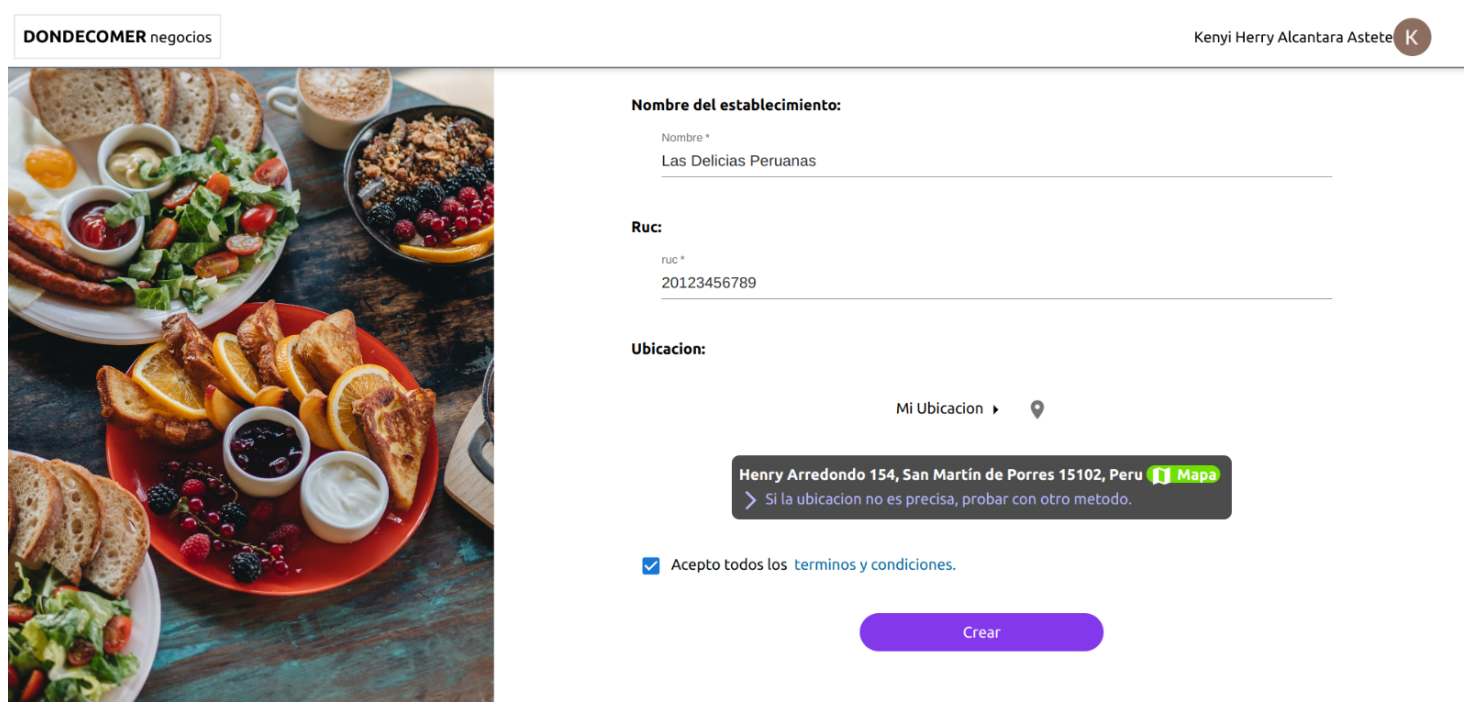 DONDECOMER negocios
Kenyi Herry Alcantara Astete K
Nombre del establecimiento:
Nombre *
Las Delicias Peruanas
Ruc:
ruc *
20123456789
Ubicacion:
Mi Ubicacion
Henry Arredondo 154, San Martín de Porres 15102, Peru Mapa
Si la ubicacion no es precisa, probar con otro metodo.
Acepto todos los terminos y condiciones.
Crear